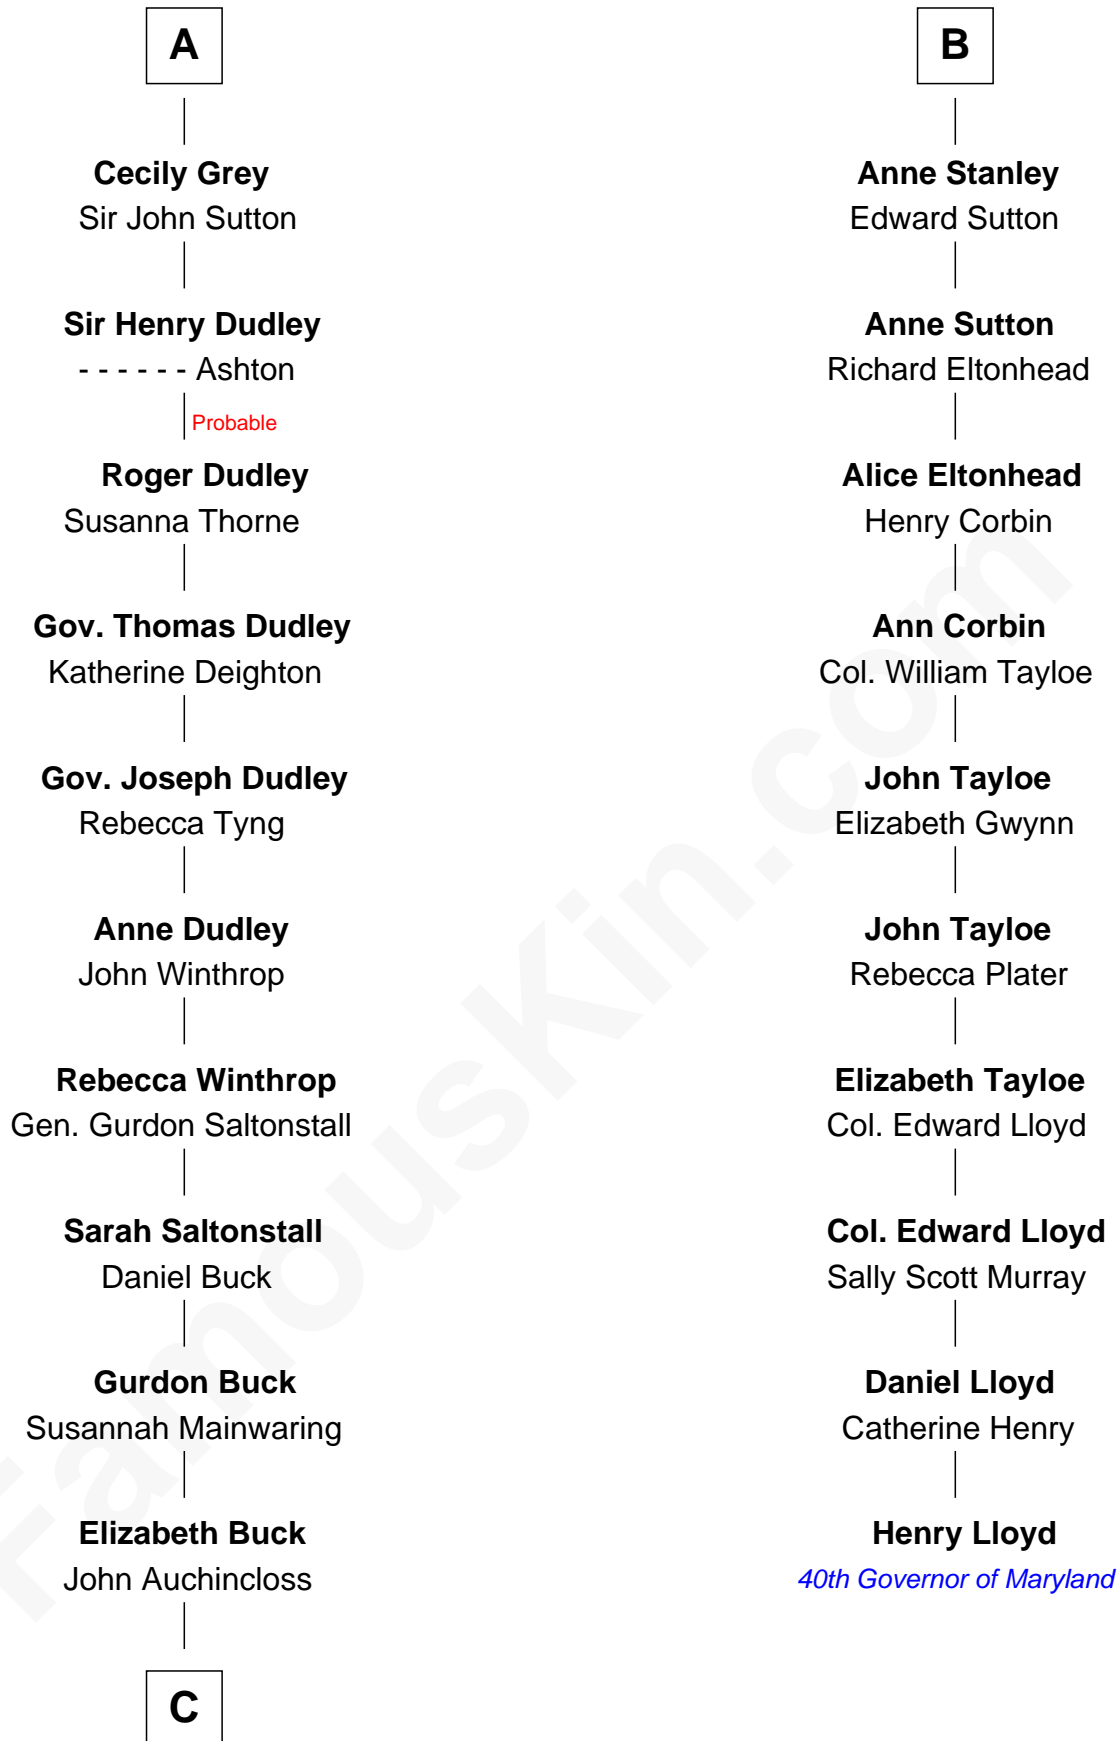 A
Cecily Grey
Sir John Sutton
Sir Henry Dudley
- - - - - - Ashton
Probable
Roger Dudley
Susanna Thorne
Gov. Thomas Dudley
Katherine Deighton
Gov. Joseph Dudley
Rebecca Tyng
Anne Dudley
John Winthrop
Rebecca Winthrop
Gen. Gurdon Saltonstall
Sarah Saltonstall
Daniel Buck
Gurdon Buck
Susannah Mainwaring
Elizabeth Buck
John Auchincloss
C
B
Anne Stanley
Edward Sutton
Anne Sutton
Richard Eltonhead
Alice Eltonhead
Henry Corbin
Ann Corbin
Col. William Tayloe
John Tayloe
Elizabeth Gwynn
John Tayloe
Rebecca Plater
Elizabeth Tayloe
Col. Edward Lloyd
Col. Edward Lloyd
Sally Scott Murray
Daniel Lloyd
Catherine Henry
Henry Lloyd
40th Governor of Maryland
FamousKin.com